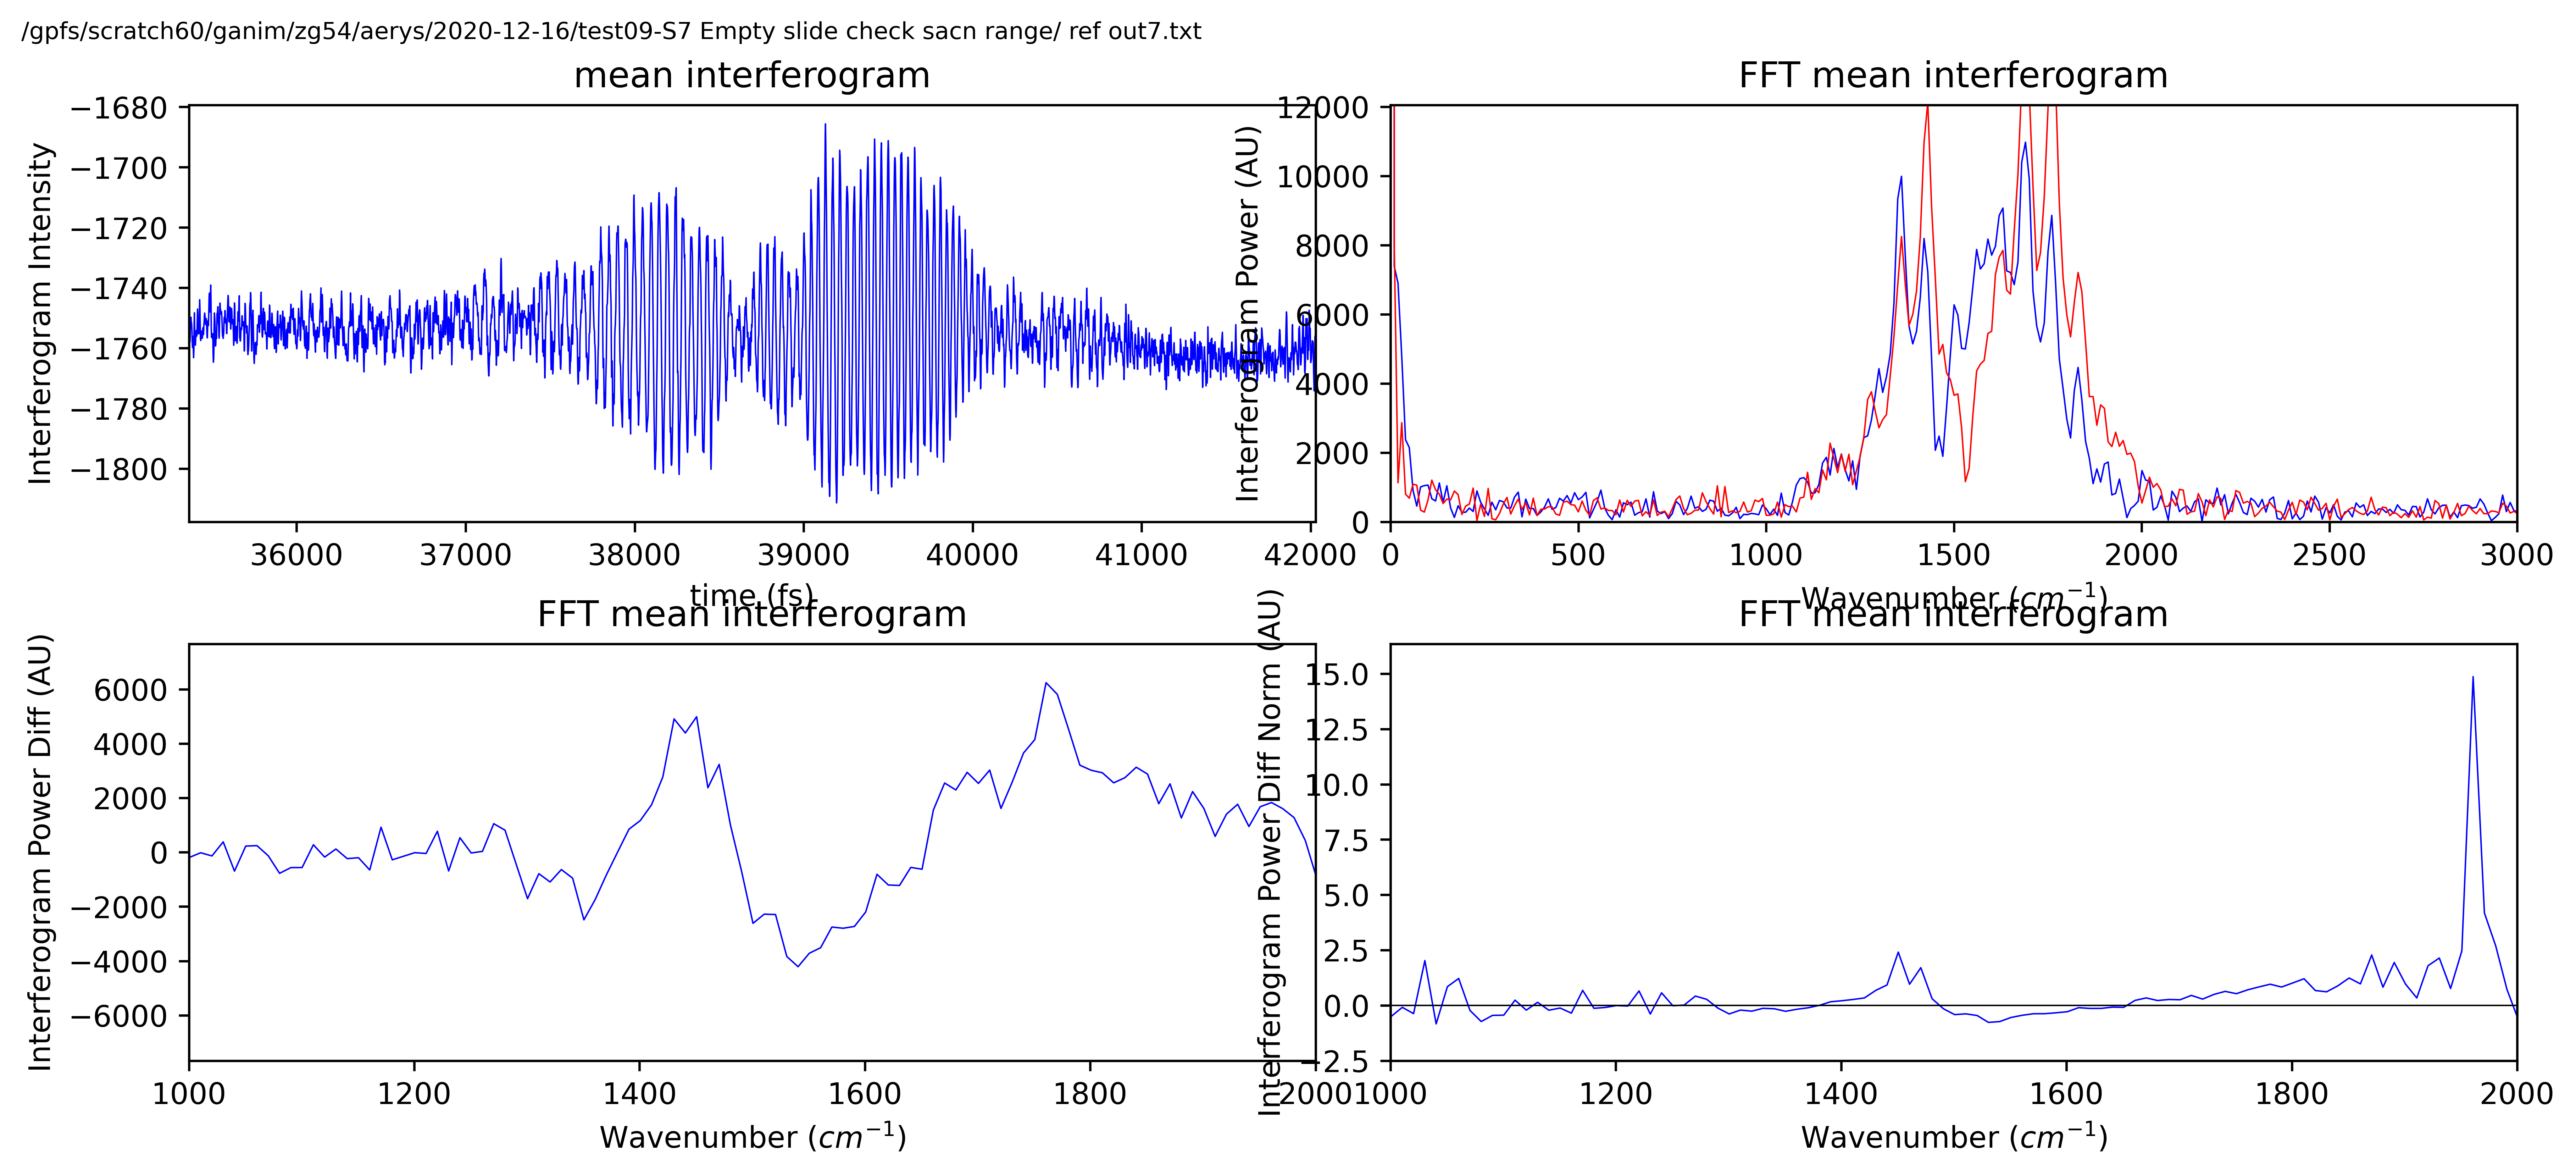 /gpfs/scratch60/ganim/zg54/aerys/2020-12-16/test09-S7 Empty slide check sacn range/ ref out7.txt
mean interferogram
Interferogram Intensity
−1680
−1700
−1720
−1740
−1760
−1780
−1800
36000 37000 38000 39000 40000 41000 42000
time (fs)
FFT mean interferogram
Interferogram Power (AU)
12000
10000
8000
6000
4000
2000
0
0 500 1000 1500 2000 2500 3000
Wavenumber (cm⁻¹)
FFT mean interferogram
Interferogram Power Diff (AU)
6000
4000
2000
0
−2000
−4000
−6000
1000 1200 1400 1600 1800 2000
Wavenumber (cm⁻¹)
FFT mean interferogram
Interferogram Power Diff Norm (AU)
15.0
12.5
10.0
7.5
5.0
2.5
0.0
−2.5
1000 1200 1400 1600 1800 2000
Wavenumber (cm⁻¹)